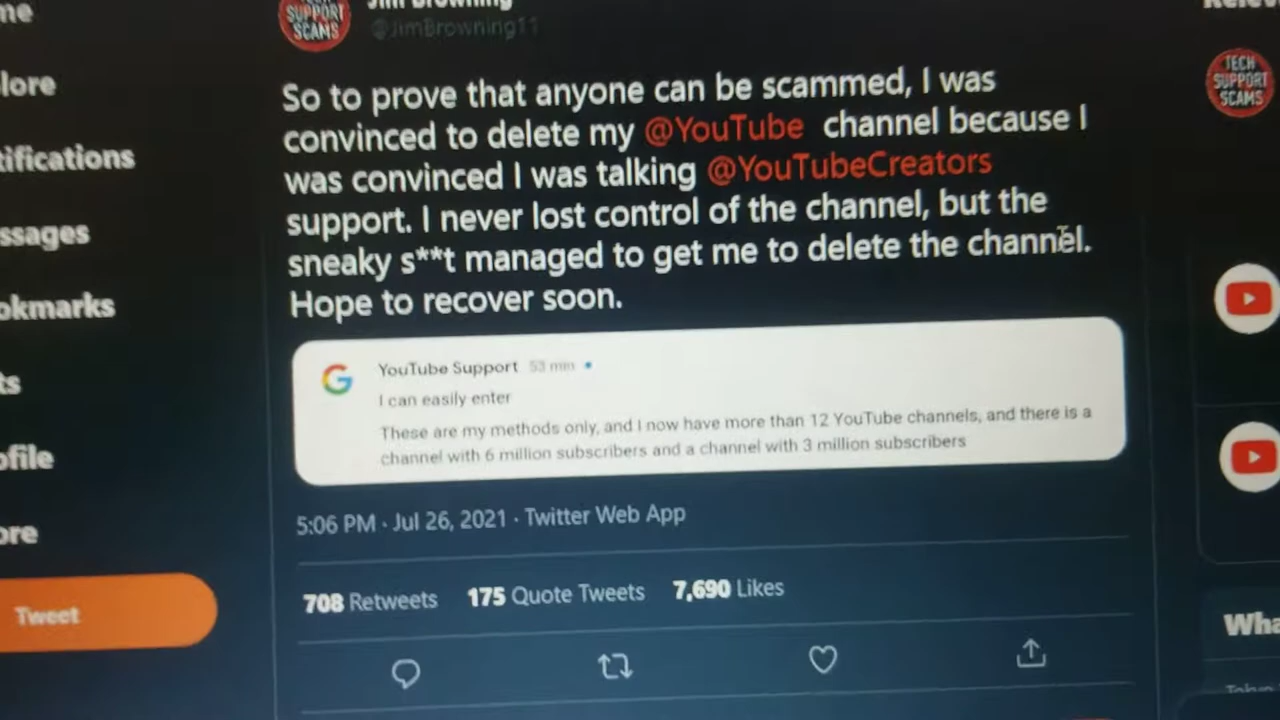 me
TECH
SUPPORT
SCAMS
Jim Browning
@JimBrowning11
SUPPORT
SCAMS
lore
tifications
ssages
okmarks
ts
ofile
ore
Tweet
So to prove that anyone can be scammed, I was
convinced to delete my @YouTube channel because I
was convinced I was talking @YouTubeCreators
support. I never lost control of the channel, but the
sneaky s**t managed to get me to delete the channel.
Hope to recover soon.
YouTube Support 53 min
I can easily enter
These are my methods only, and I now have more than 12 YouTube channels, and there is a
channel with 6 million subscribers and a channel with 3 million subscribers
5:06 PM · Jul 26, 2021 · Twitter Web App
708 Retweets 175 Quote Tweets 7,690 Likes
Wha